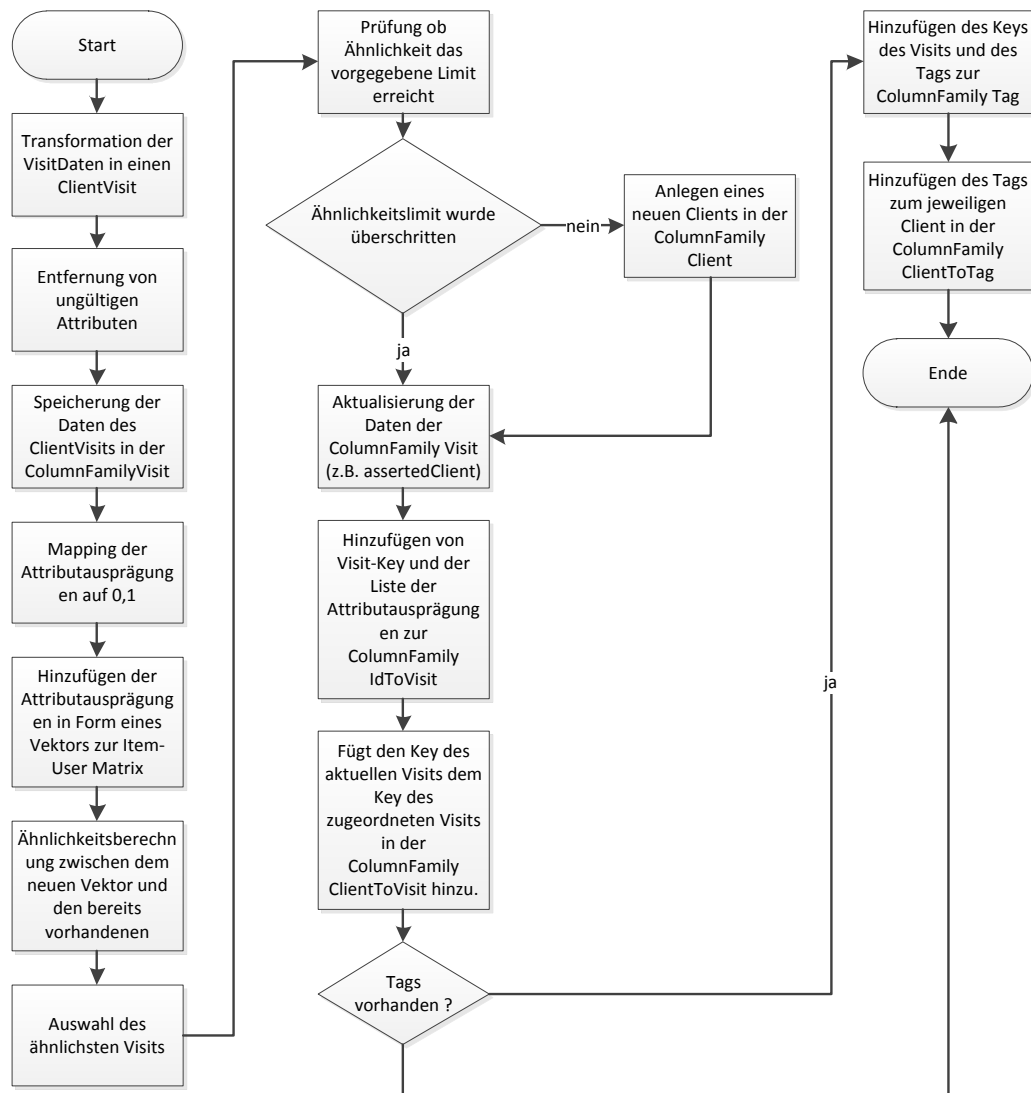 Start
Transformation der
VisitDaten in einen
ClientVisit
Entfernung von
ungültigen
Attributen
Speicherung der
Daten des
ClientVisits in der
ColumnFamilyVisit
Mapping der
Attributausprägung
en auf 0,1
Hinzufügen der
Attributausprägung
en in Form eines
Vektors zur Item-
User Matrix
Ähnlichkeitsberechn
nung zwischen dem
neuen Vektor und
den bereits
vorhandenen
Auswahl des
ähnlichsten Visits
Prüfung ob
Ähnlichkeit das
vorgegebene Limit
erreicht
Ähnlichkeitslimit wurde
überschritten
nein
Anlegen eines
neuen Clients in der
ColumnFamily
Client
ja
Aktualisierung der
Daten der
ColumnFamily Visit
(z.B. assertedClient)
Hinzufügen von
Visit-Key und der
Liste der
Attributausprägung
en zur
ColumnFamily
IdToVisit
Fügt den Key des
aktuellen Visits dem
Key des
zugeordneten Visits
in der
ColumnFamily
ClientToVisit hinzu.
Tags
vorhanden ?
ja
Hinzufügen des Keys
des Visits und des
Tags zur
ColumnFamily Tag
Hinzufügen des Tags
zum jeweiligen
Client in der
ColumnFamily
ClientToTag
Ende